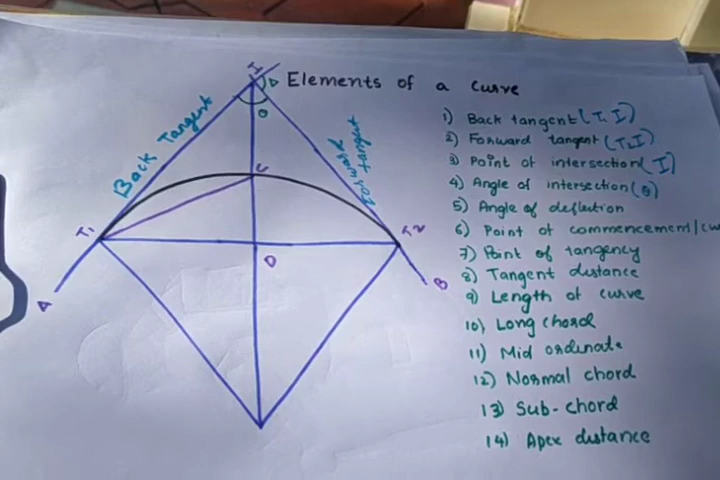 Elements of a curve
I
Δ
θ
Back Tangent
Forward tangent
C
T1
T2
D
A
B
1) Back tangent (T1I)
2) Forward tangent (T2I)
3) Point of intersection (I)
4) Angle of intersection (θ)
5) Angle of deflection
6) Point of commencement/cu
7) Point of tangency
8) Tangent distance
9) Length of curve
10) Long chord
11) Mid ordinate
12) Normal chord
13) Sub-chord
14) Apex distance